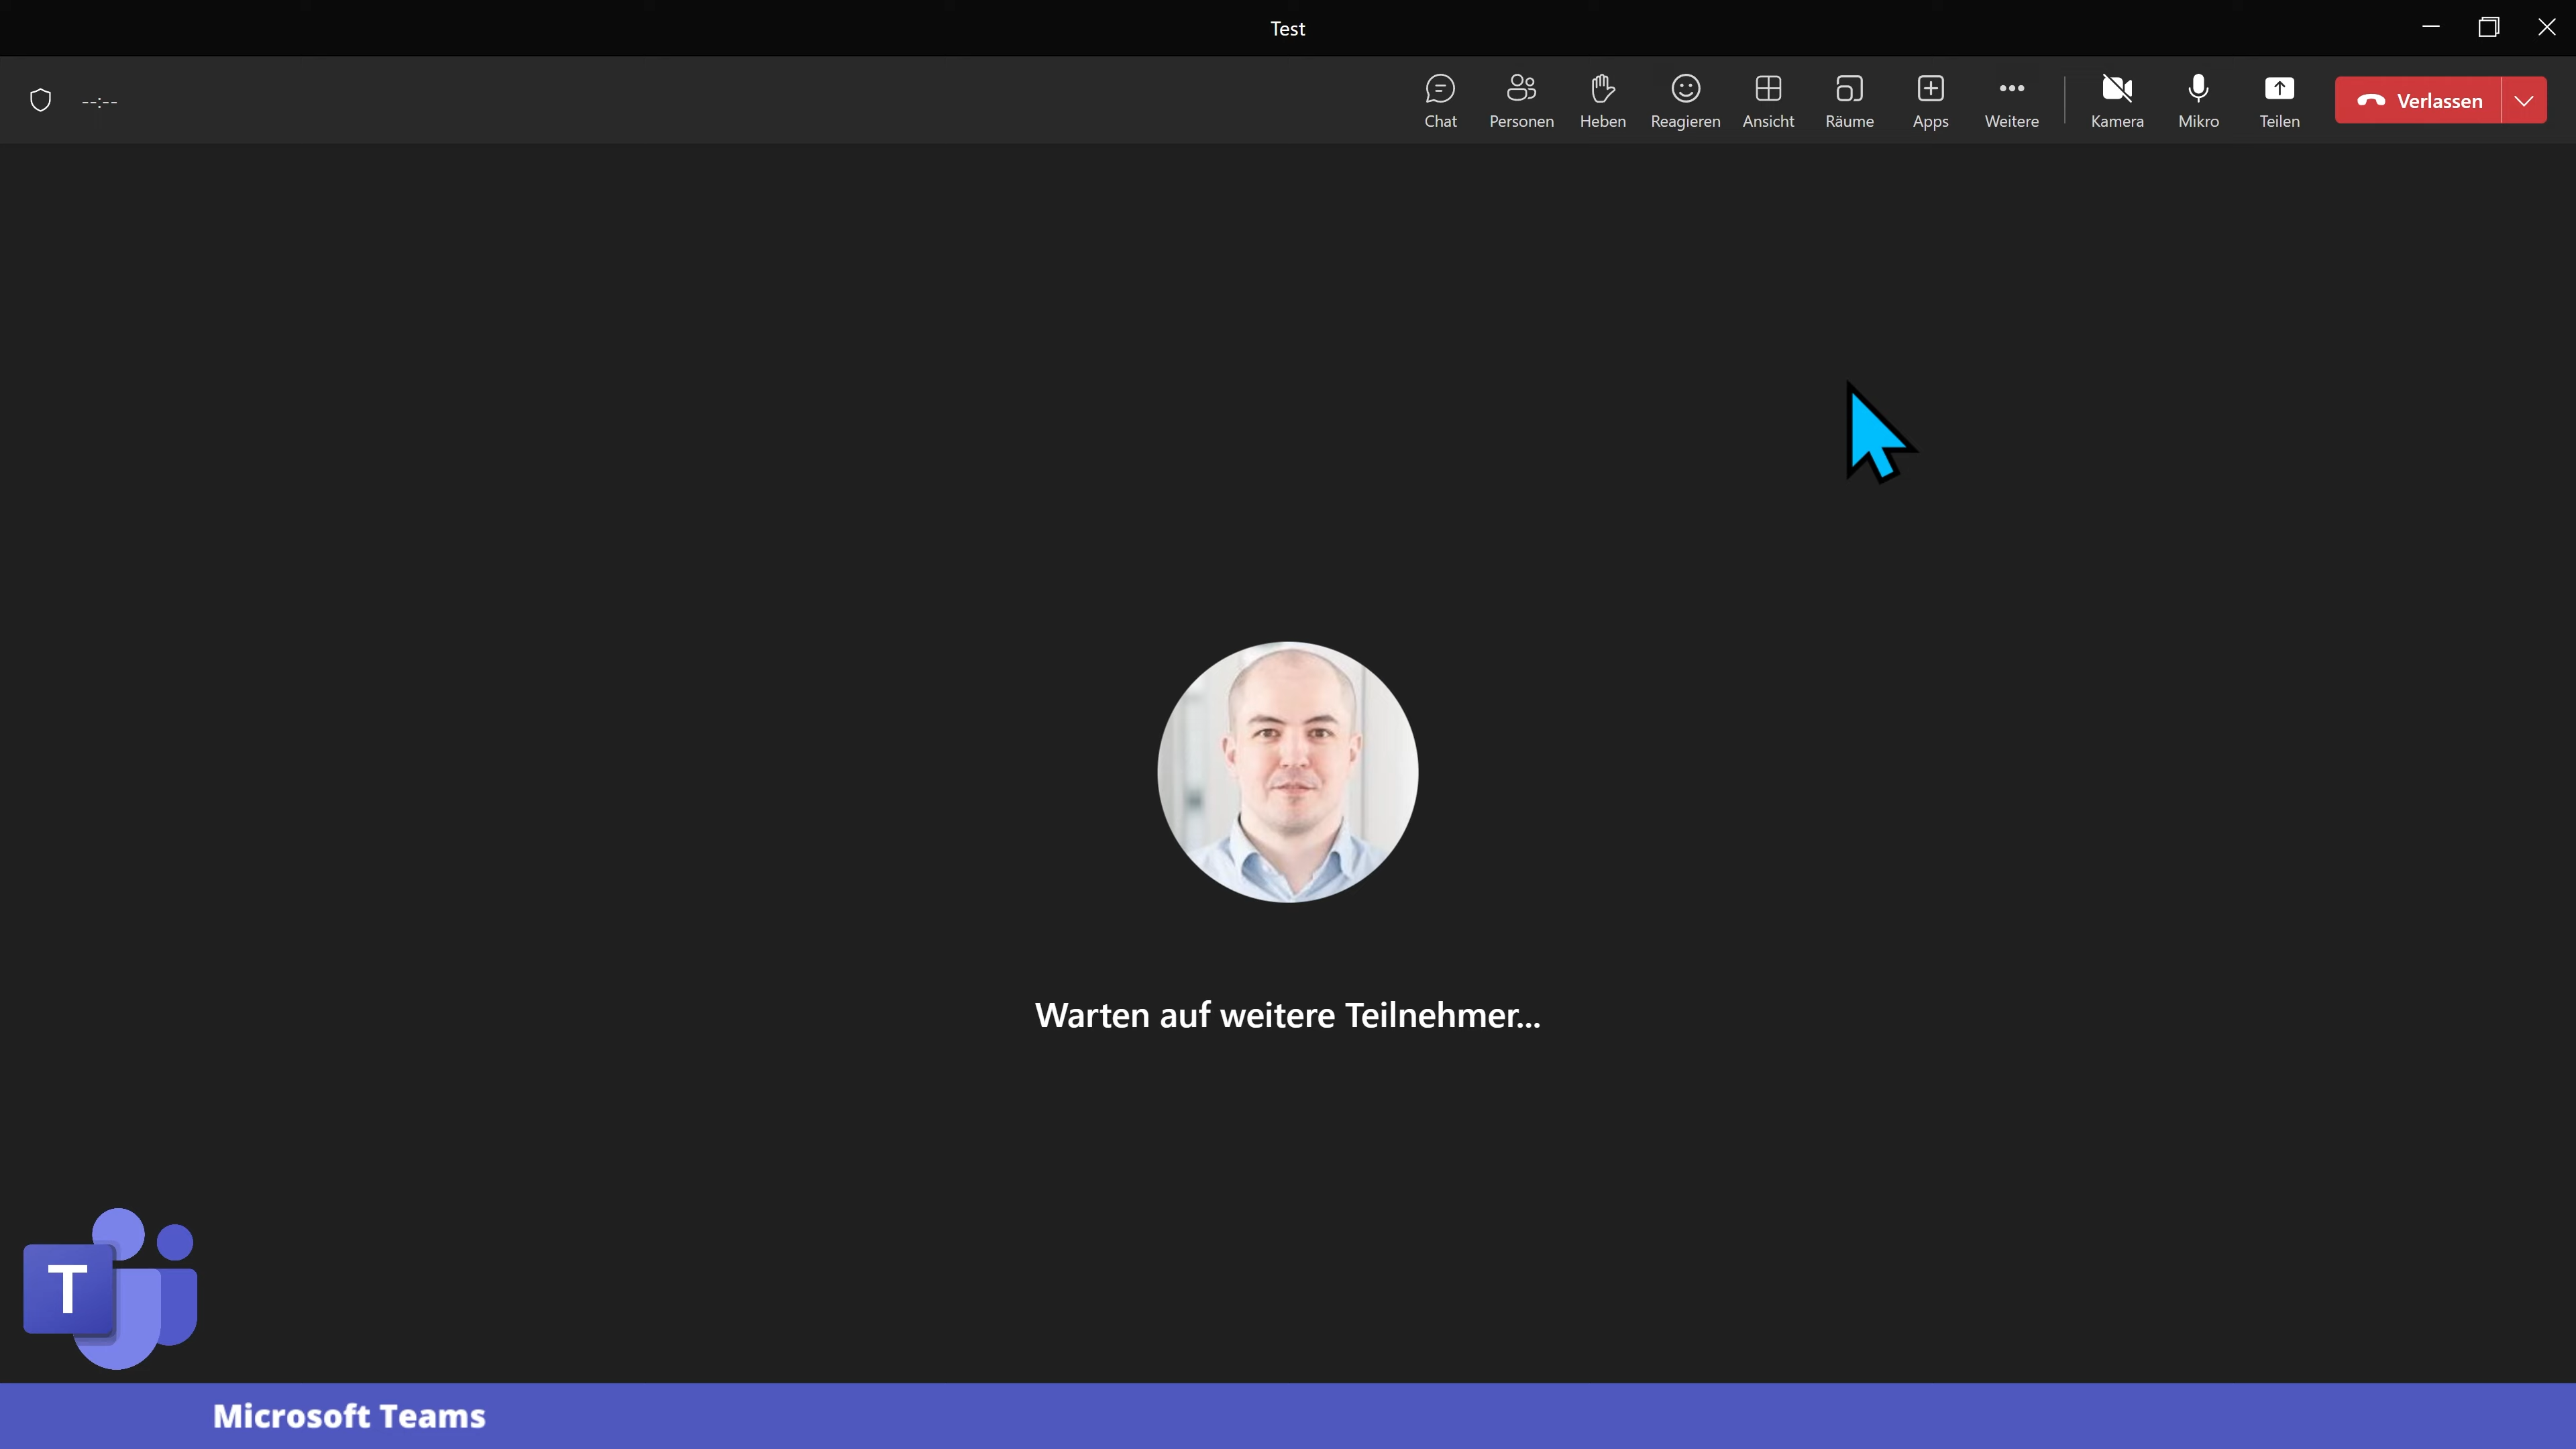 Test
--:--
Chat
Personen
Heben
Reagieren
Ansicht
Räume
Apps
Weitere
Kamera
Mikro
Teilen
Verlassen
Warten auf weitere Teilnehmer...
T
Microsoft Teams